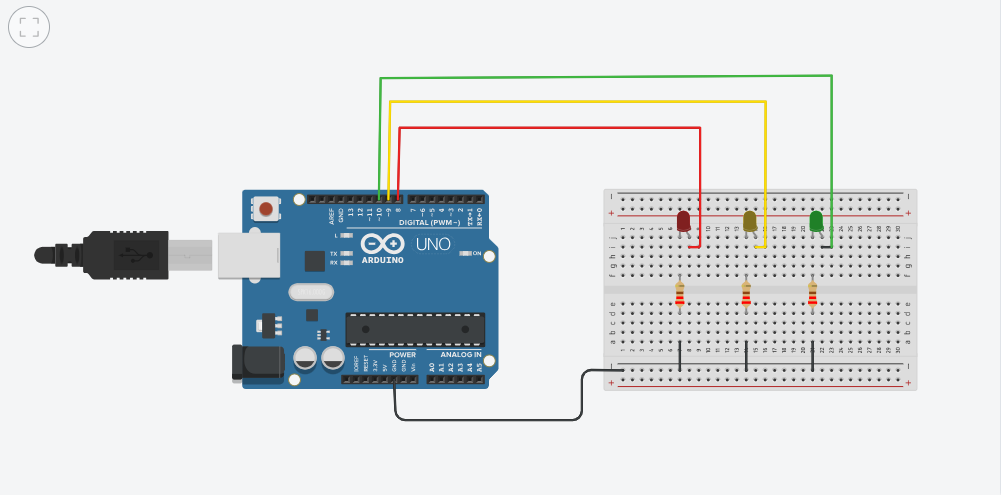 AREF
GND
13
12
~11
~10
~9
8
7
~6
~5
4
~3
2
TX→1
RX←0
DIGITAL (PWM~)
L
TX
RX
UNO
ARDUINO
ON
POWER
ANALOG IN
IOREF
RESET
3.3V
5V
GND
GND
Vin
A0
A1
A2
A3
A4
A5
j
i
h
g
f
e
d
c
b
a